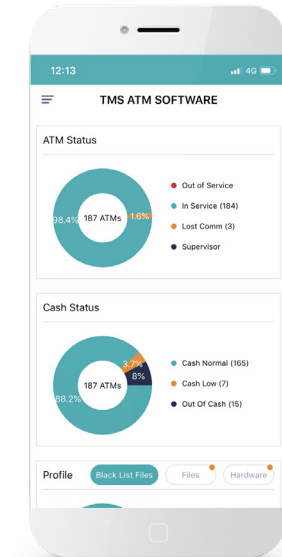 12:13
4G
TMS ATM SOFTWARE
ATM Status
Out of Service
In Service (184)
98.4%
187 ATMs
1.6%
Lost Comm (3)
Supervisor
Cash Status
3.7%
Cash Normal (165)
8%
187 ATMs
Cash Low (7)
88.2%
Out Of Cash (15)
Profile
Black List Files
Files
Hardware